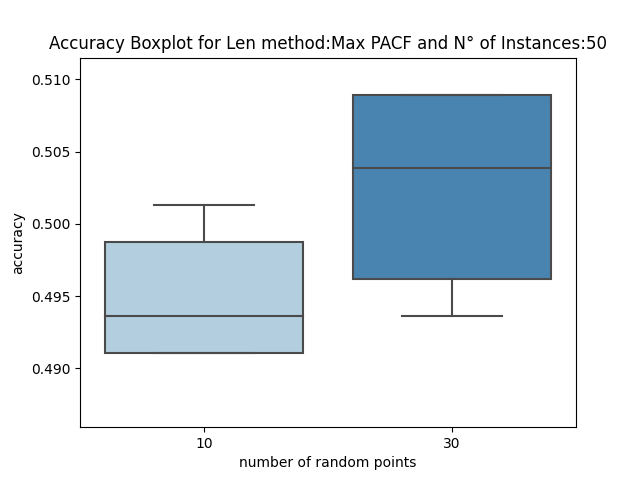 Accuracy Boxplot for Len method:Max PACF and N° of Instances:50
0.510
0.505
0.500
0.495
0.490
accuracy
10 30
number of random points